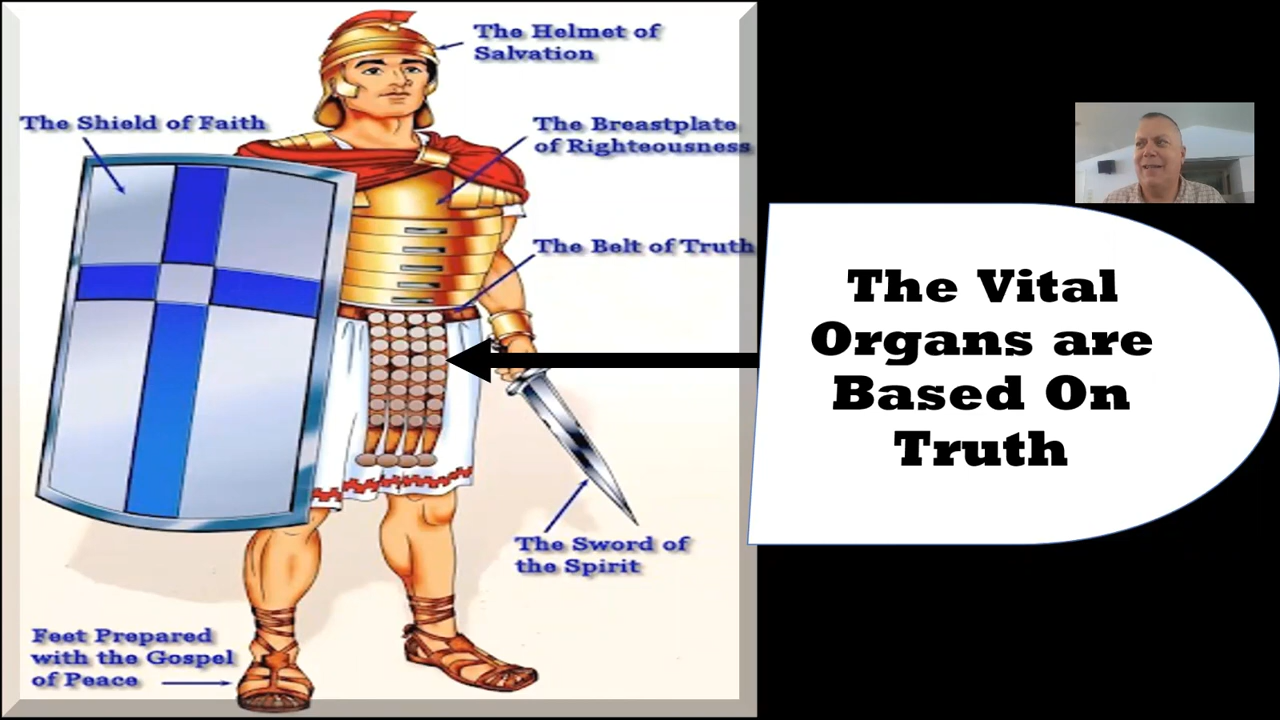 The Helmet of
Salvation
The Shield of Faith
The Breastplate
of Righteousness
The Belt of Truth
The Vital
Organs are
Based On
Truth
The Sword of
the Spirit
Feet Prepared
with the Gospel
of Peace